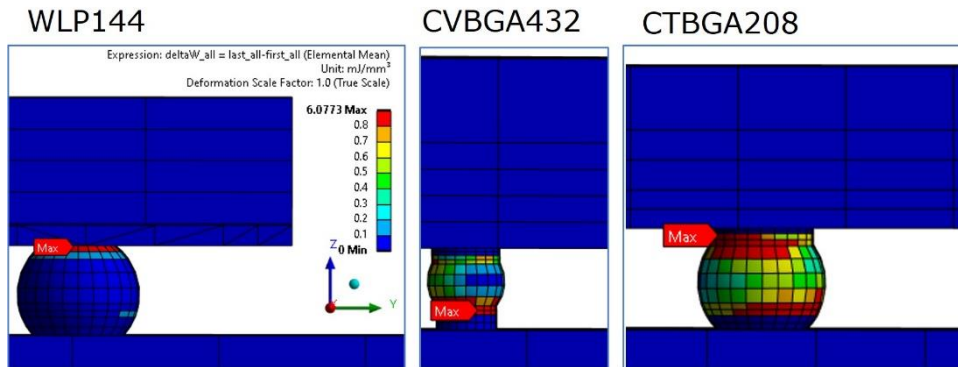 WLP144
CVBGA432
CTBGA208
Expression: deltaW_all = last_all-first_all (Elemental Mean)
Unit: mJ/mm³
Deformation Scale Factor: 1.0 (True Scale)
6.0773 Max
0.8
0.7
0.6
0.5
0.4
0.3
0.2
0.1
0 Min
Max
Z
X
Y
Max
Max